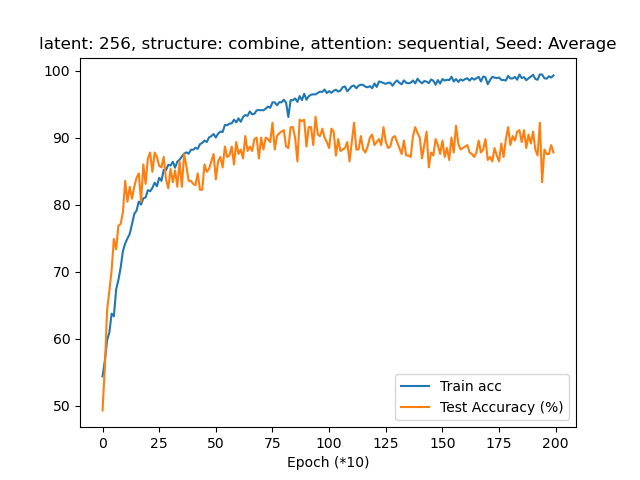 latent: 256, structure: combine, attention: sequential, Seed: Average
100
90
80
70
60
50
Train acc
Test Accuracy (%)
0 25 50 75 100 125 150 175 200
Epoch (*10)